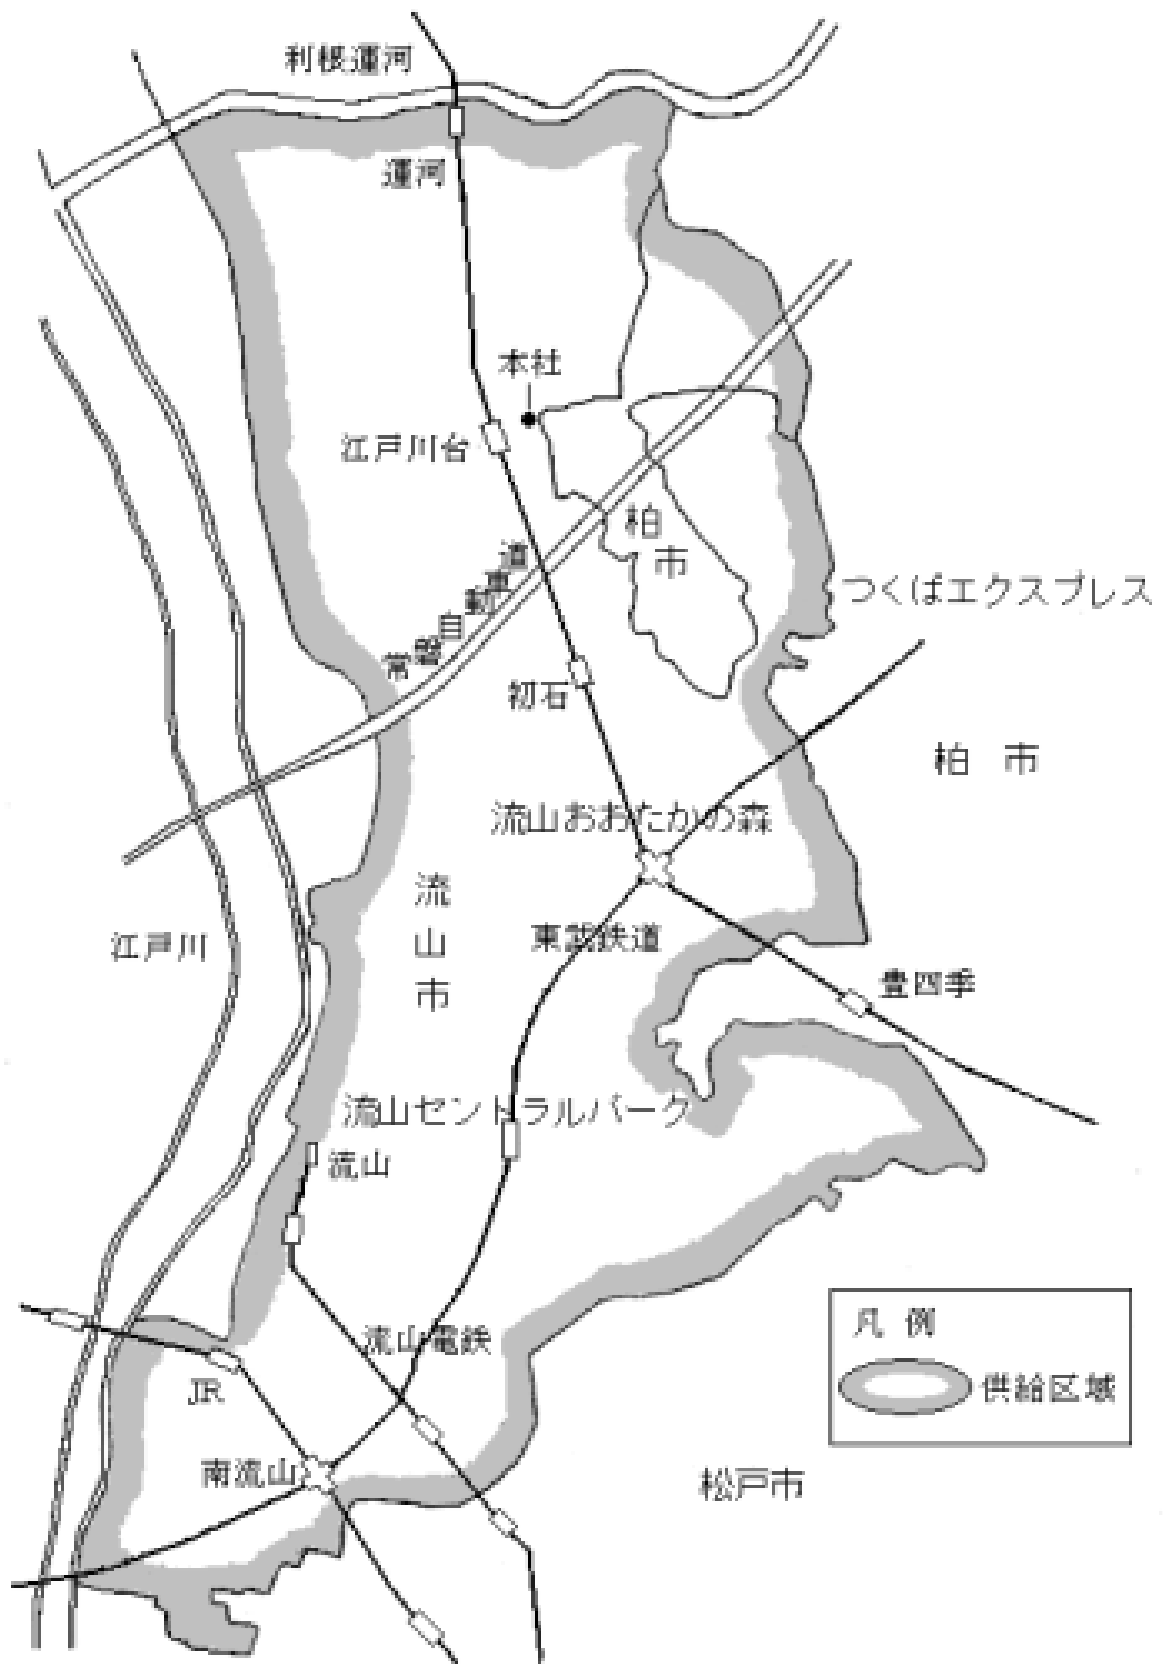 利根運河
運河
本社
江戸川台
柏市
つくばエクスプレス
常磐自動車道
初石
柏市
流山おおたかの森
流山市
江戸川
東武鉄道
豊四季
流山セントラルパーク
流山
凡例
供給区域
流山電鉄
JR
南流山
松戸市